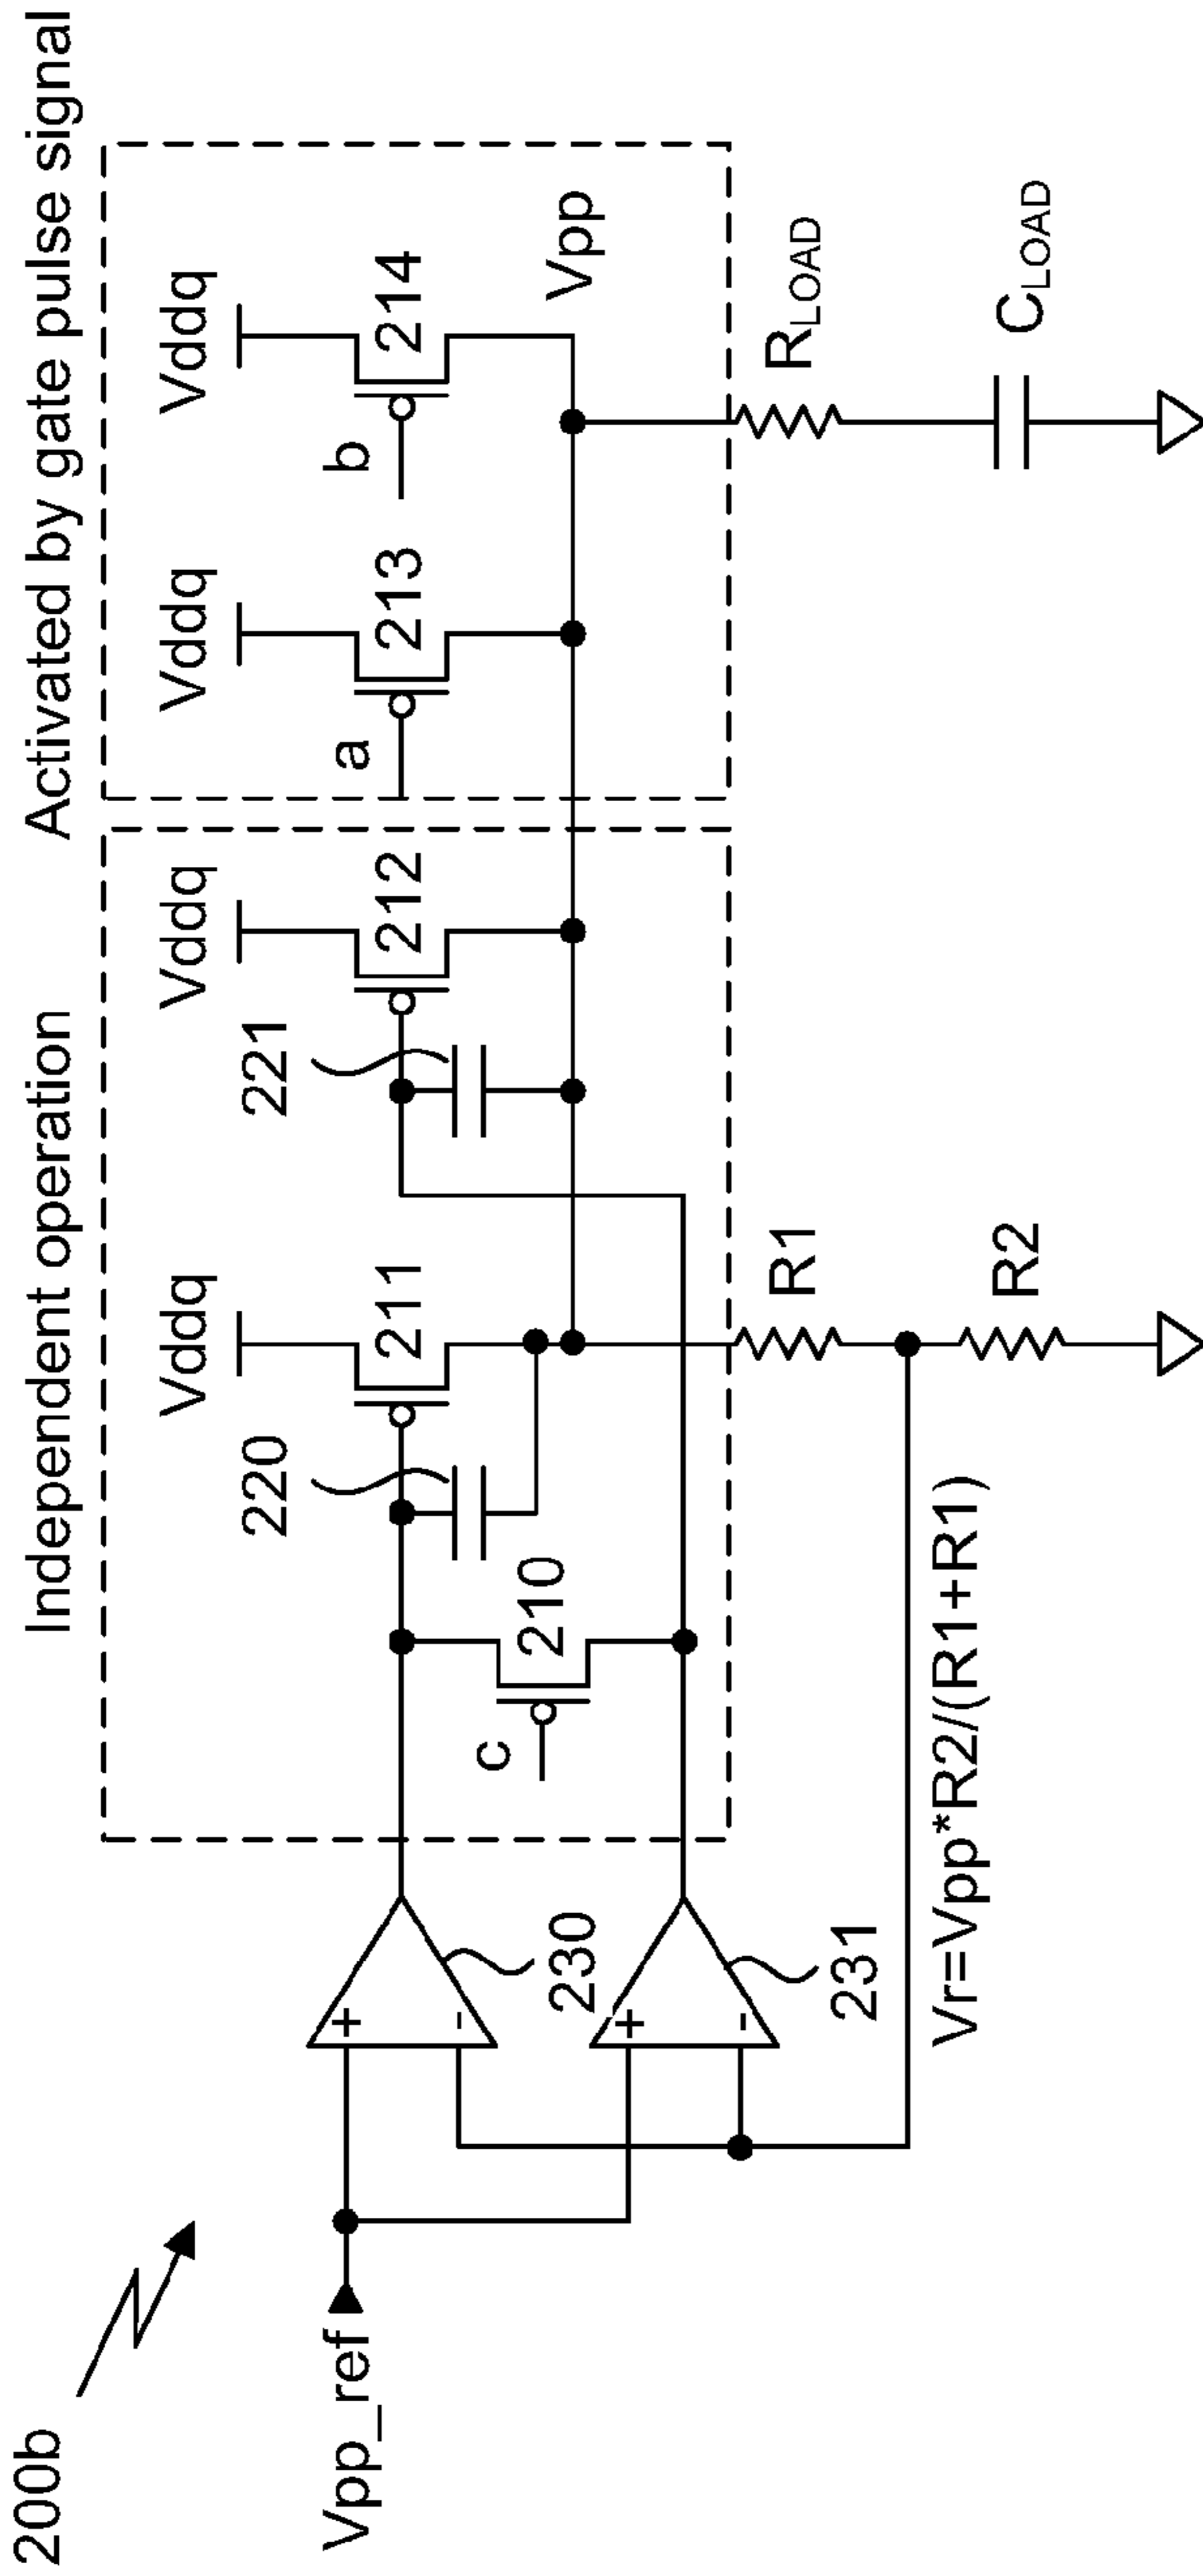 200b
Independent operation
Activated by gate pulse signal
Vddq
Vddq
Vddq
Vddq
220
211
221
212
213
214
a
b
c
210
Vpp
Vpp_ref
+
-
230
+
-
231
R1
R2
RLOAD
CLOAD
Vr=Vpp*R2/(R1+R1)